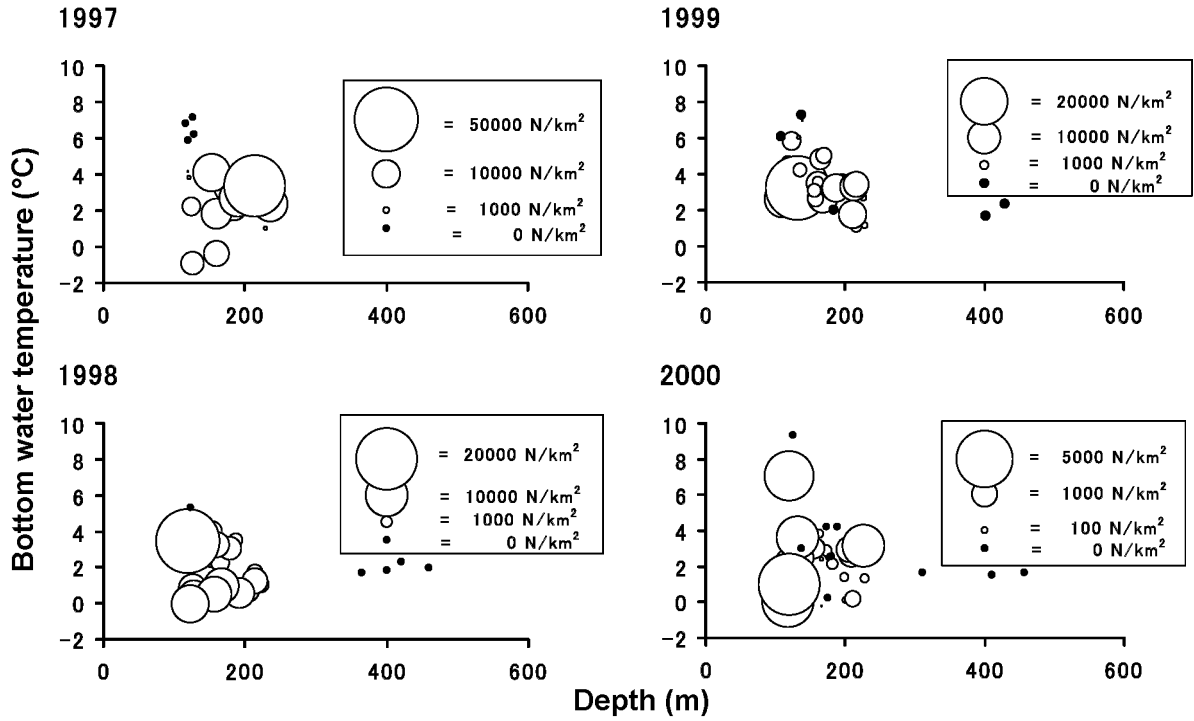 1997
10
8
6
4
2
0
−2
0 200 400 600
= 50000 N/km²
= 10000 N/km²
= 1000 N/km²
= 0 N/km²
1999
10
8
6
4
2
0
−2
0 200 400 600
= 20000 N/km²
= 10000 N/km²
= 1000 N/km²
= 0 N/km²
Bottom water temperature (°C)
1998
10
8
6
4
2
0
−2
0 200 400 600
= 20000 N/km²
= 10000 N/km²
= 1000 N/km²
= 0 N/km²
2000
10
8
6
4
2
0
−2
0 200 400 600
= 5000 N/km²
= 1000 N/km²
= 100 N/km²
= 0 N/km²
Depth (m)